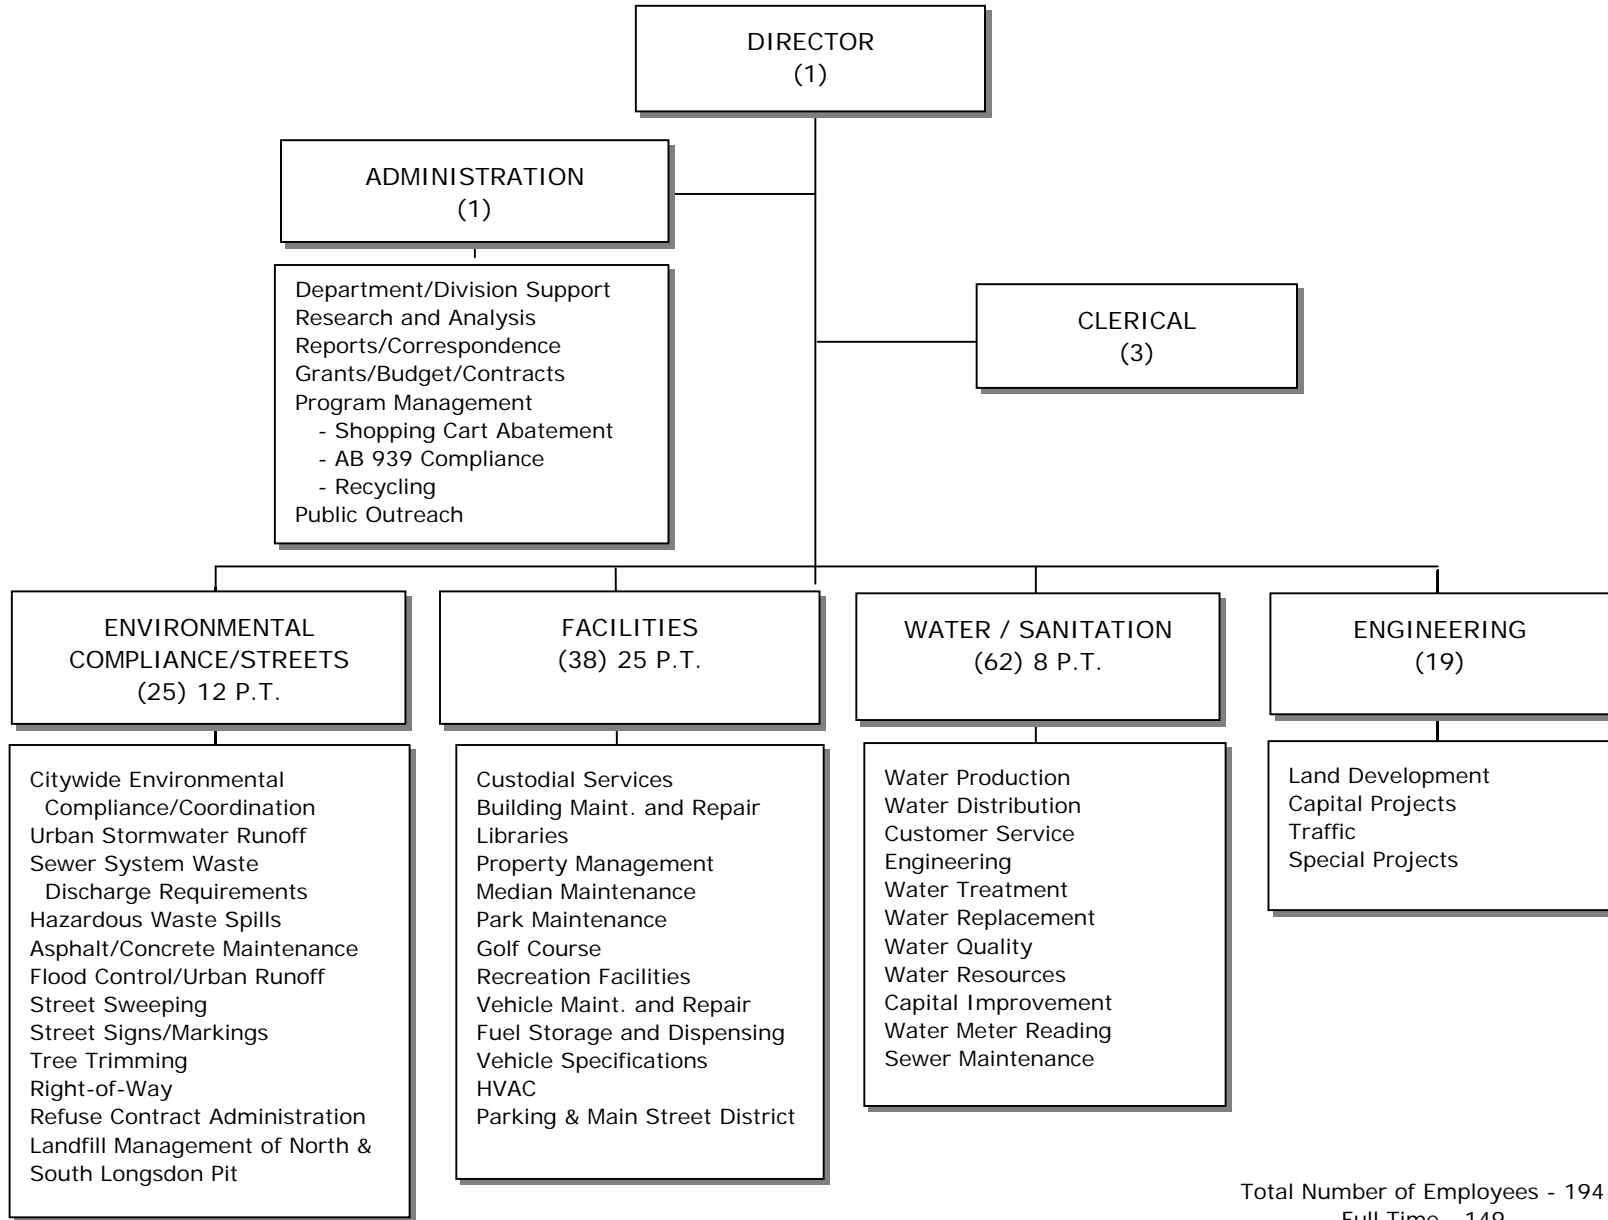 DIRECTOR
(1)
ADMINISTRATION
(1)
Department/Division Support
Research and Analysis
Reports/Correspondence
Grants/Budget/Contracts
Program Management
- Shopping Cart Abatement
- AB 939 Compliance
- Recycling
Public Outreach
CLERICAL
(3)
ENVIRONMENTAL
COMPLIANCE/STREETS
(25) 12 P.T.
Citywide Environmental
Compliance/Coordination
Urban Stormwater Runoff
Sewer System Waste
Discharge Requirements
Hazardous Waste Spills
Asphalt/Concrete Maintenance
Flood Control/Urban Runoff
Street Sweeping
Street Signs/Markings
Tree Trimming
Right-of-Way
Refuse Contract Administration
Landfill Management of North &
South Longsdon Pit
FACILITIES
(38) 25 P.T.
Custodial Services
Building Maint. and Repair
Libraries
Property Management
Median Maintenance
Park Maintenance
Golf Course
Recreation Facilities
Vehicle Maint. and Repair
Fuel Storage and Dispensing
Vehicle Specifications
HVAC
Parking & Main Street District
WATER / SANITATION
(62) 8 P.T.
Water Production
Water Distribution
Customer Service
Engineering
Water Treatment
Water Replacement
Water Quality
Water Resources
Capital Improvement
Water Meter Reading
Sewer Maintenance
ENGINEERING
(19)
Land Development
Capital Projects
Traffic
Special Projects
Total Number of Employees - 194
Full Time - 149